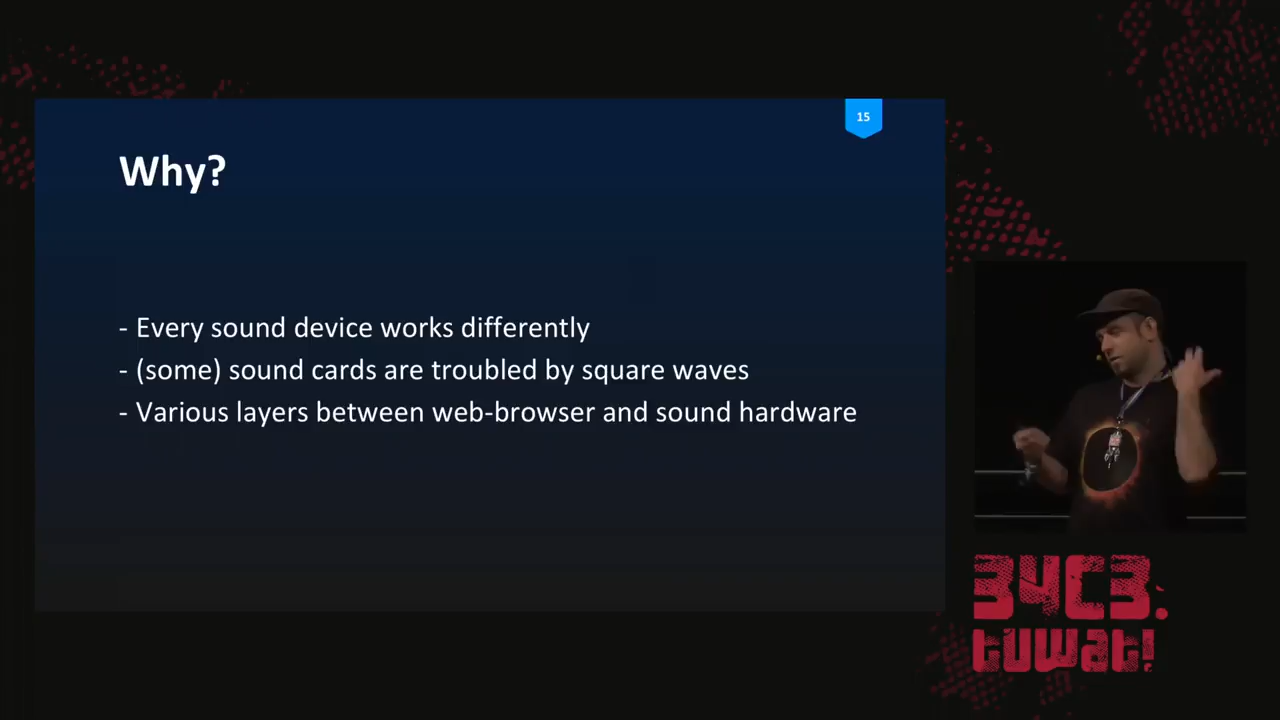 15
Why?
- Every sound device works differently
- (some) sound cards are troubled by square waves
- Various layers between web-browser and sound hardware
34C3.
tuwat!